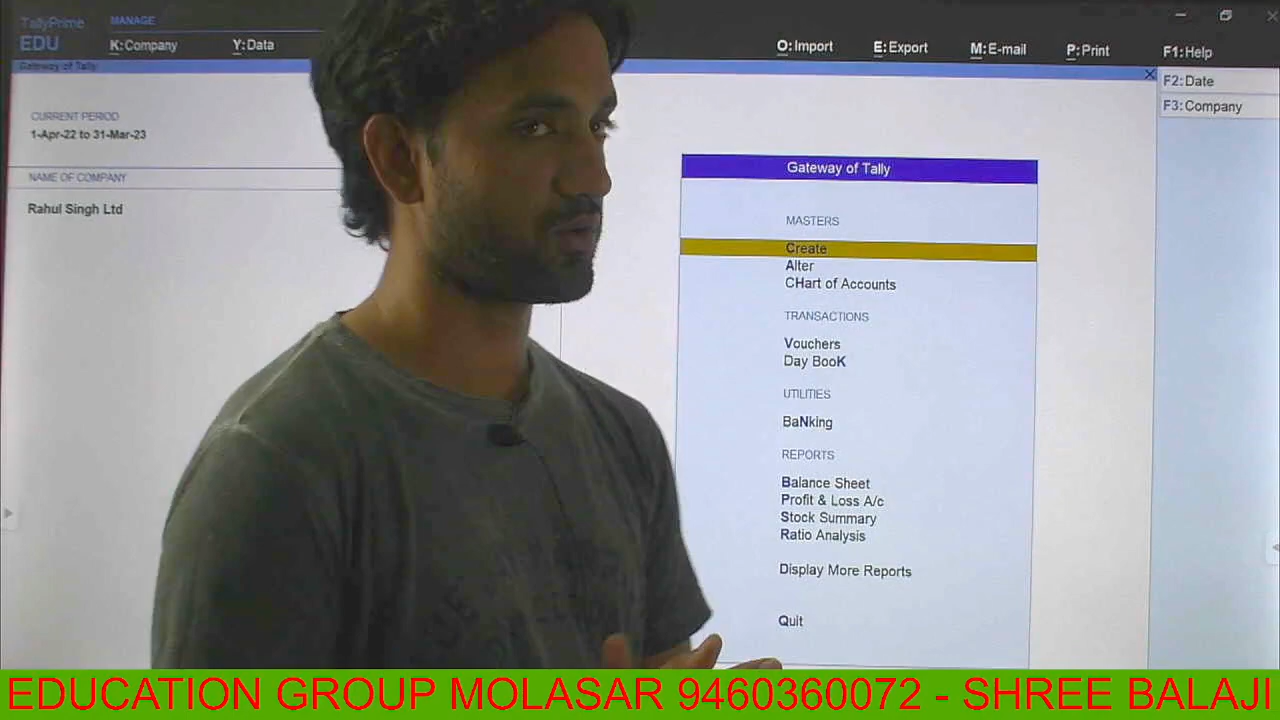 TallyPrime
EDU
MANAGE
K:Company
Y:Data
O:Import
E:Export
M:E-mail
P:Print
F1:Help
Gateway of Tally
F2:Date
F3:Company
CURRENT PERIOD
1-Apr-22 to 31-Mar-23
NAME OF COMPANY
Rahul Singh Ltd
Gateway of Tally
MASTERS
Create
Alter
CHart of Accounts
TRANSACTIONS
Vouchers
Day BooK
UTILITIES
BaNking
REPORTS
Balance Sheet
Profit & Loss A/c
Stock Summary
Ratio Analysis
Display More Reports
Quit
EDUCATION GROUP MOLASAR 9460360072 - SHREE BALAJI